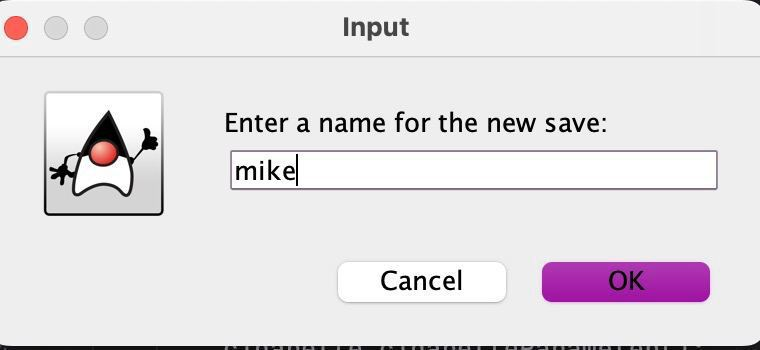 Input
Enter a name for the new save:
mike
Cancel
OK